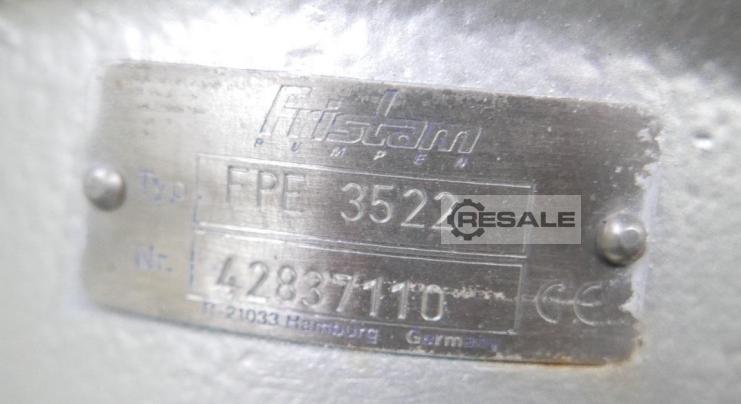 Fristam
PUMPEN
Typ FPE 3522
RESALE
Nr. 42837110
CE
D-21033 Hamburg Germany